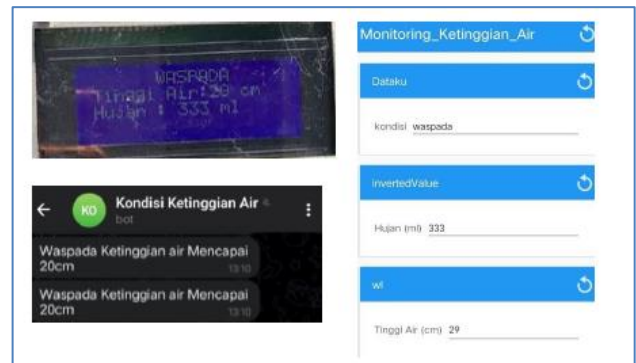 WASPADA
Tinggi Air:29 cm
Hujan : 333 ml
KO
Kondisi Ketinggian Air
bot
Waspada Ketinggian air Mencapai
20cm
13:10
Waspada Ketinggian air Mencapai
20cm
13:10
Monitoring_Ketinggian_Air
Dataku
kondisi waspada
InvertedValue
Hujan (ml) 333
wl
Tinggi Air (cm) 29